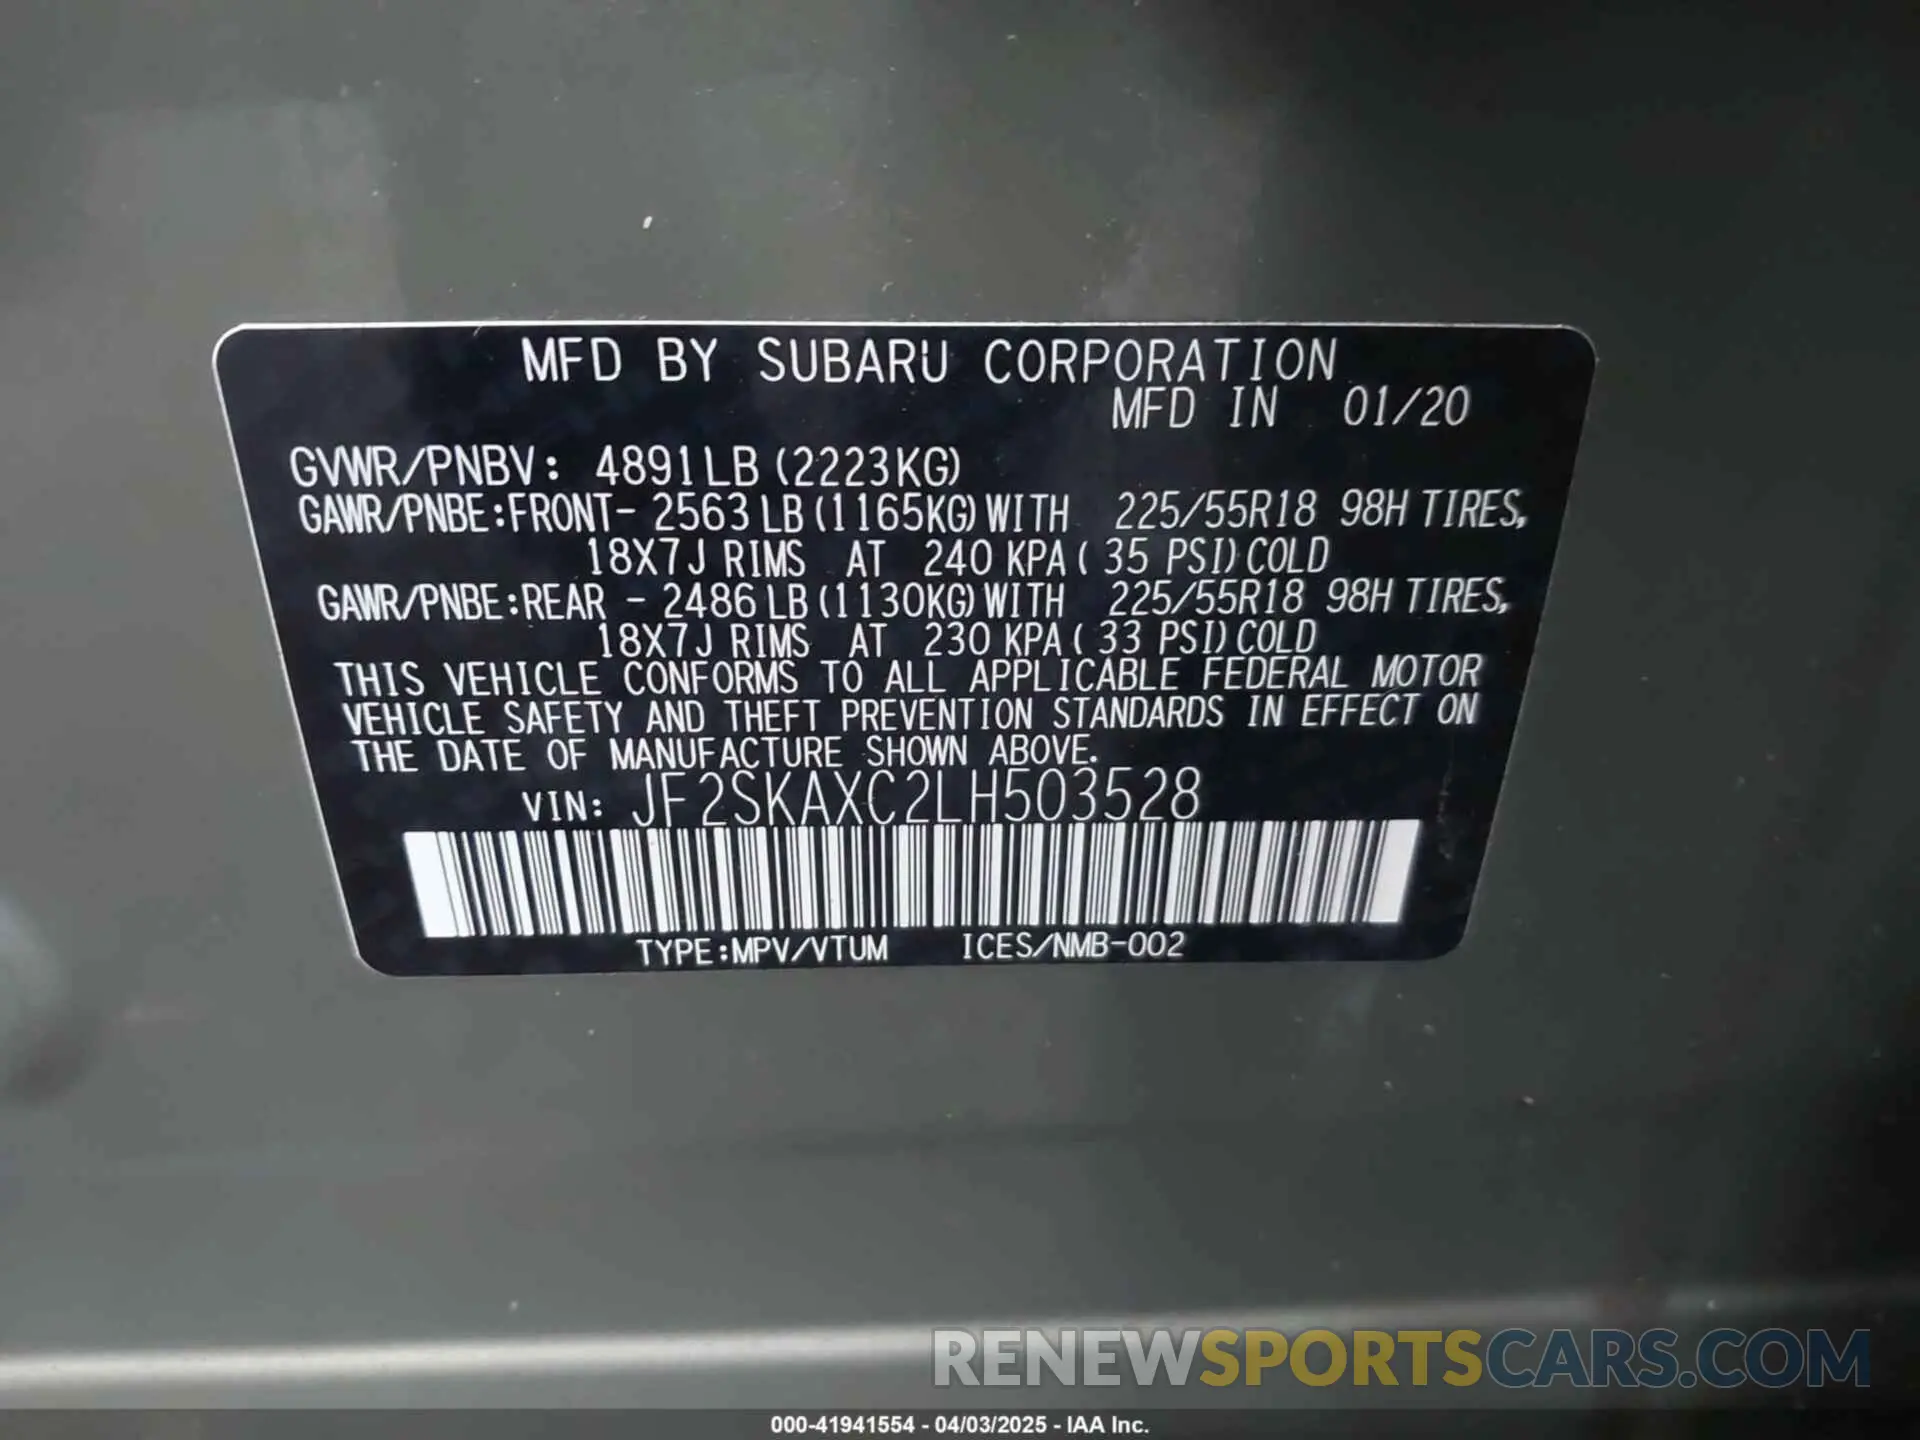 MFD BY SUBARU CORPORATION
MFD IN 01/20
GVWR/PNBV: 4891LB (2223KG)
GAWR/PNBE:FRONT- 2563 LB (1165KG) WITH 225/55R18 98H TIRES,
18X7J RIMS AT 240 KPA ( 35 PSI) COLD
GAWR/PNBE:REAR - 2486 LB (1130KG) WITH 225/55R18 98H TIRES,
18X7J RIMS AT 230 KPA ( 33 PSI) COLD
THIS VEHICLE CONFORMS TO ALL APPLICABLE FEDERAL MOTOR
VEHICLE SAFETY AND THEFT PREVENTION STANDARDS IN EFFECT ON
THE DATE OF MANUFACTURE SHOWN ABOVE.
VIN: JF2SKAXC2LH503528
TYPE:MPV/VTUM ICES/NMB-002
RENEWSPORTSCARS.COM
000-41941554 - 04/03/2025 - IAA Inc.